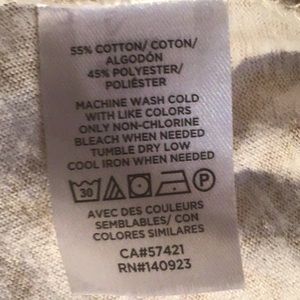 55% COTTON/ COTON/
ALGODÓN
45% POLYESTER/
POLIÉSTER
MACHINE WASH COLD
WITH LIKE COLORS
ONLY NON-CHLORINE
BLEACH WHEN NEEDED
TUMBLE DRY LOW
COOL IRON WHEN NEEDED
30 P
AVEC DES COULEURS
SEMBLABLES/ CON
COLORES SIMILARES
CA#57421
RN#140923